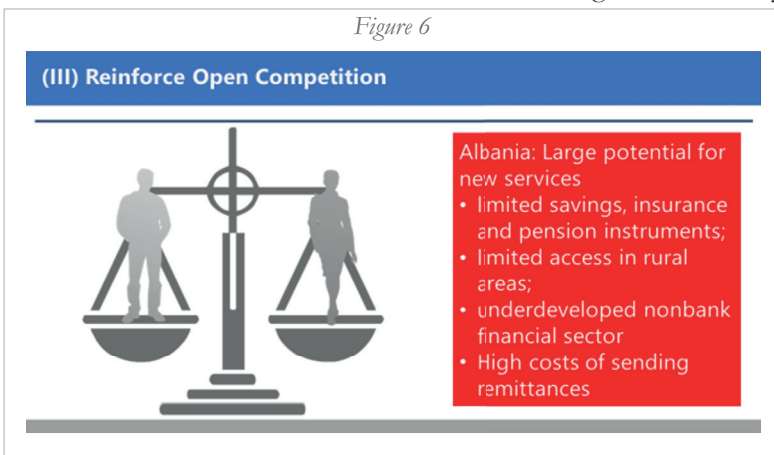 Figure 6
(III) Reinforce Open Competition
Albania: Large potential for
new services
• limited savings, insurance
and pension instruments;
• limited access in rural
areas;
• underdeveloped nonbank
financial sector
• High costs of sending
remittances